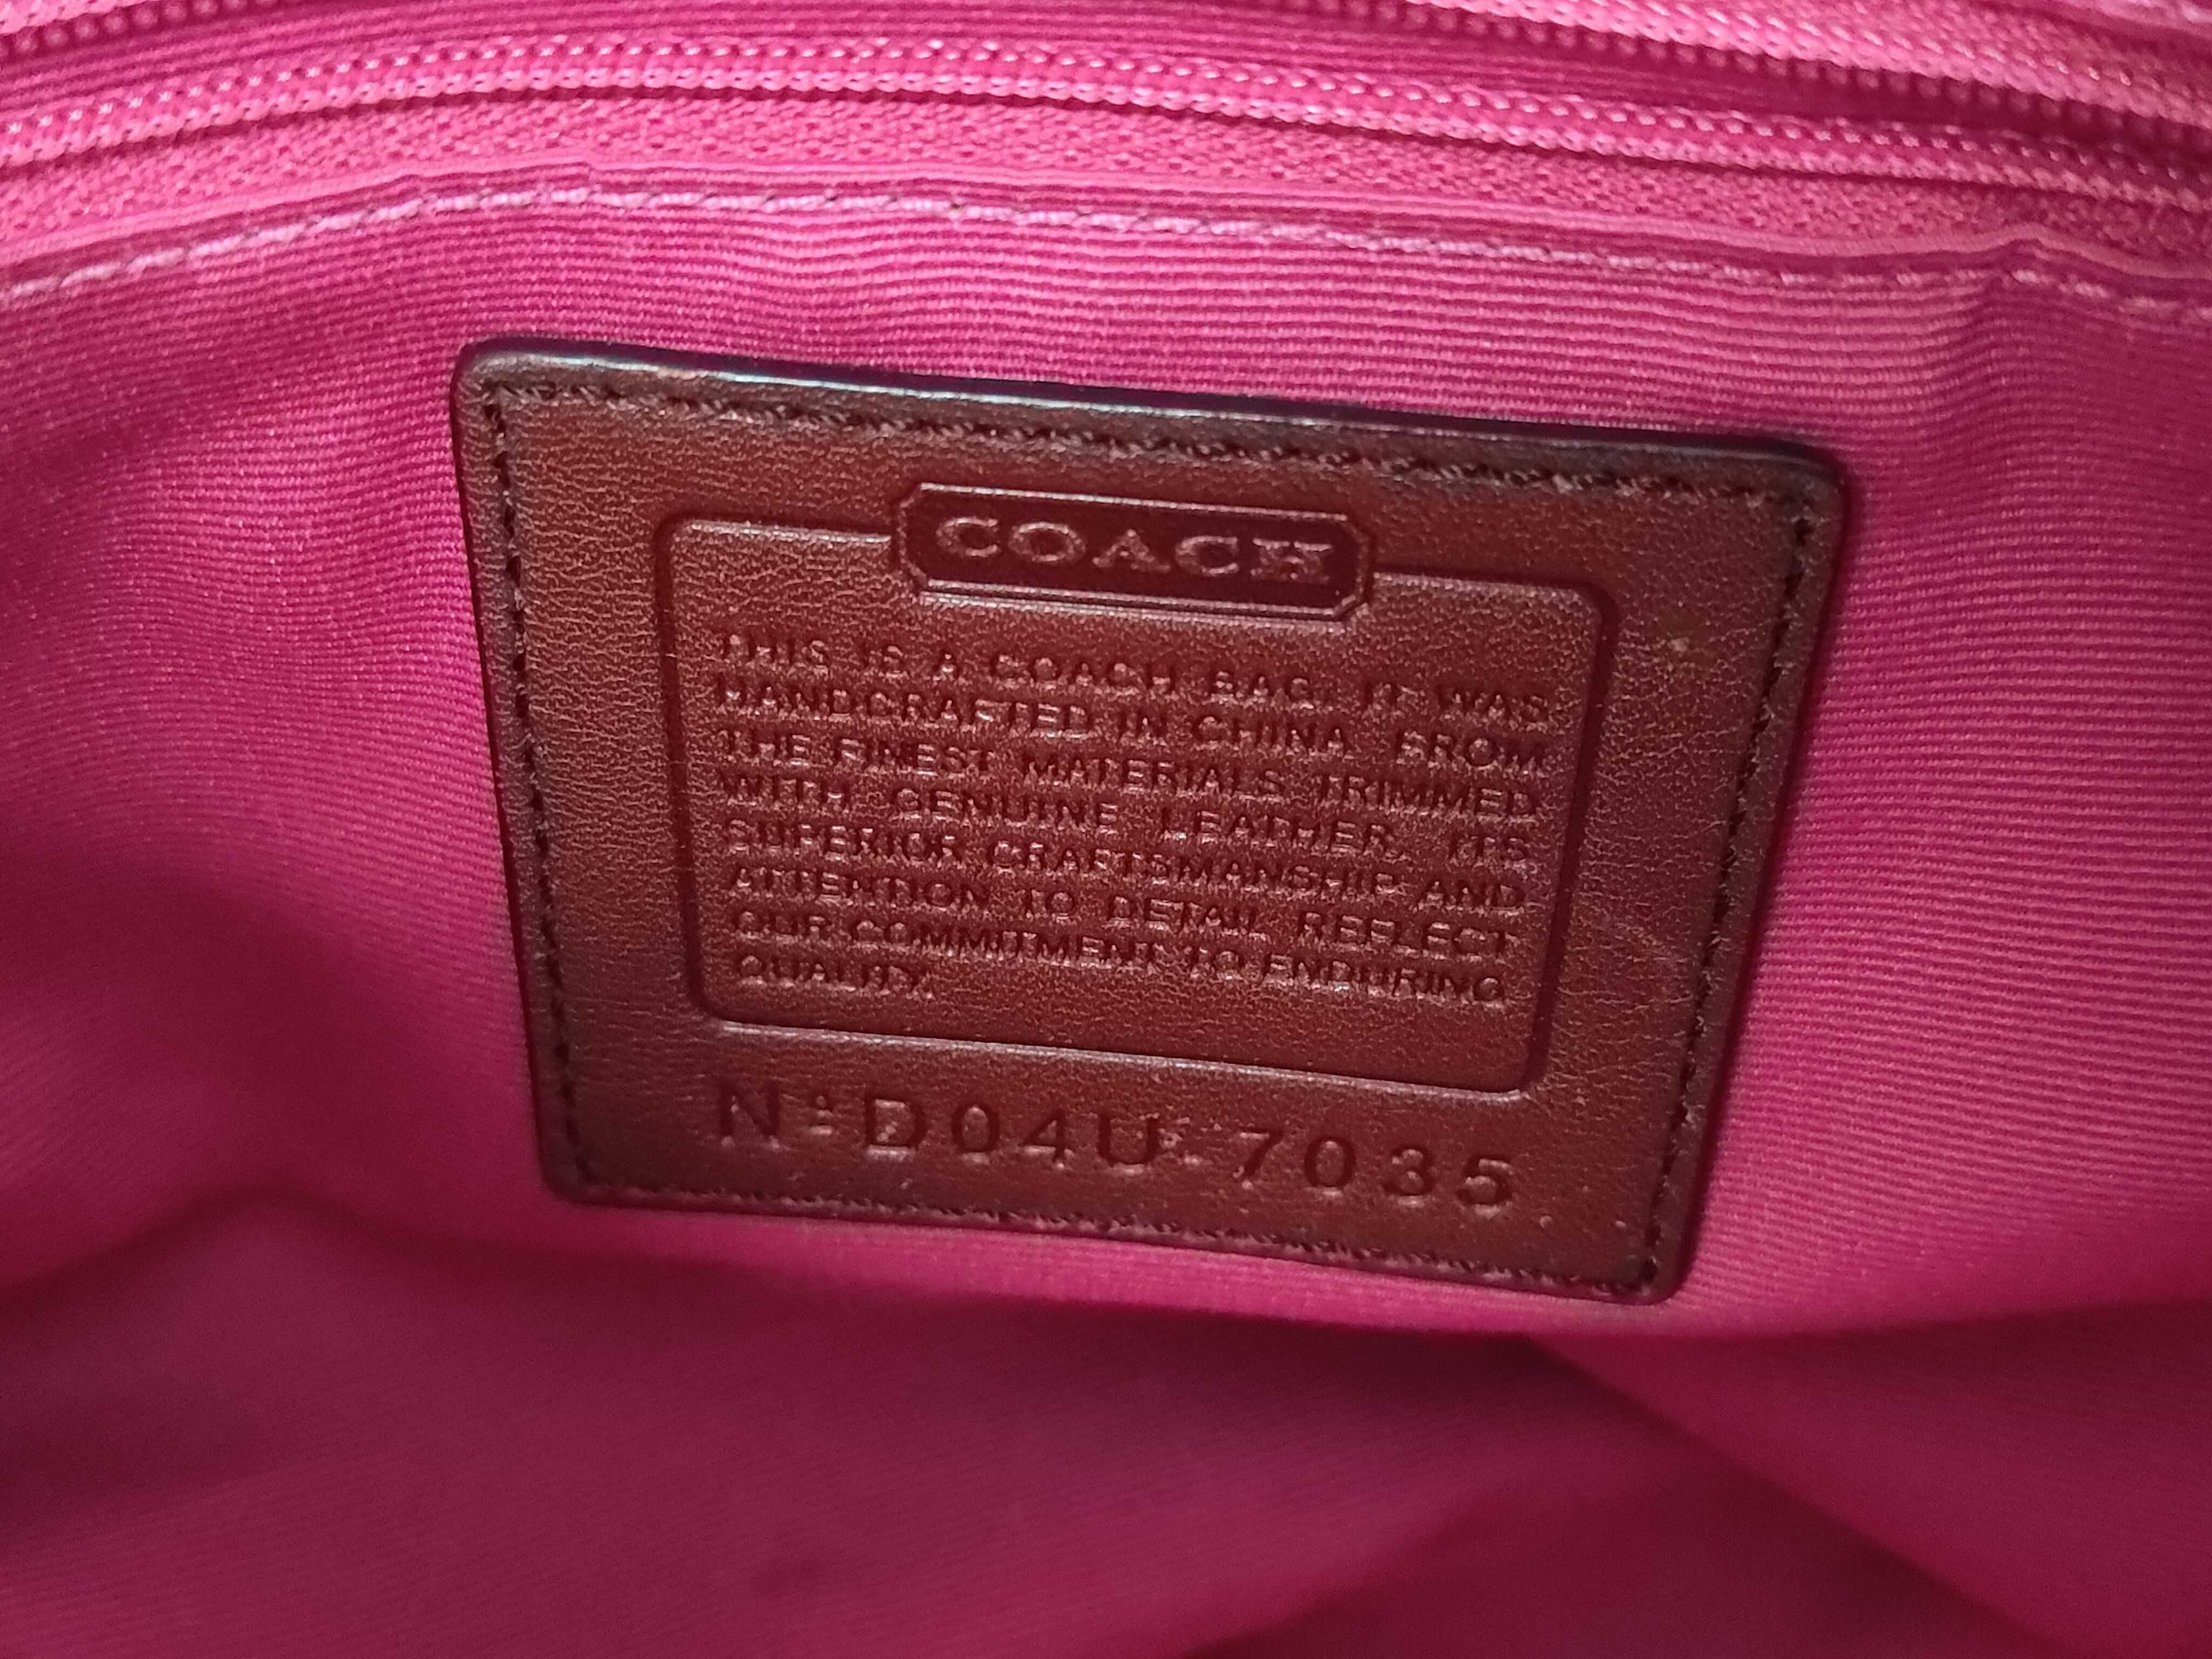 COACH
THIS IS A COACH BAG. IT WAS
HANDCRAFTED IN CHINA FROM
THE FINEST MATERIALS TRIMMED
WITH GENUINE LEATHER. ITS
SUPERIOR CRAFTSMANSHIP AND
ATTENTION TO DETAIL REFLECT
OUR COMMITMENT TO ENDURING
QUALITY.
Nº D04U-7035